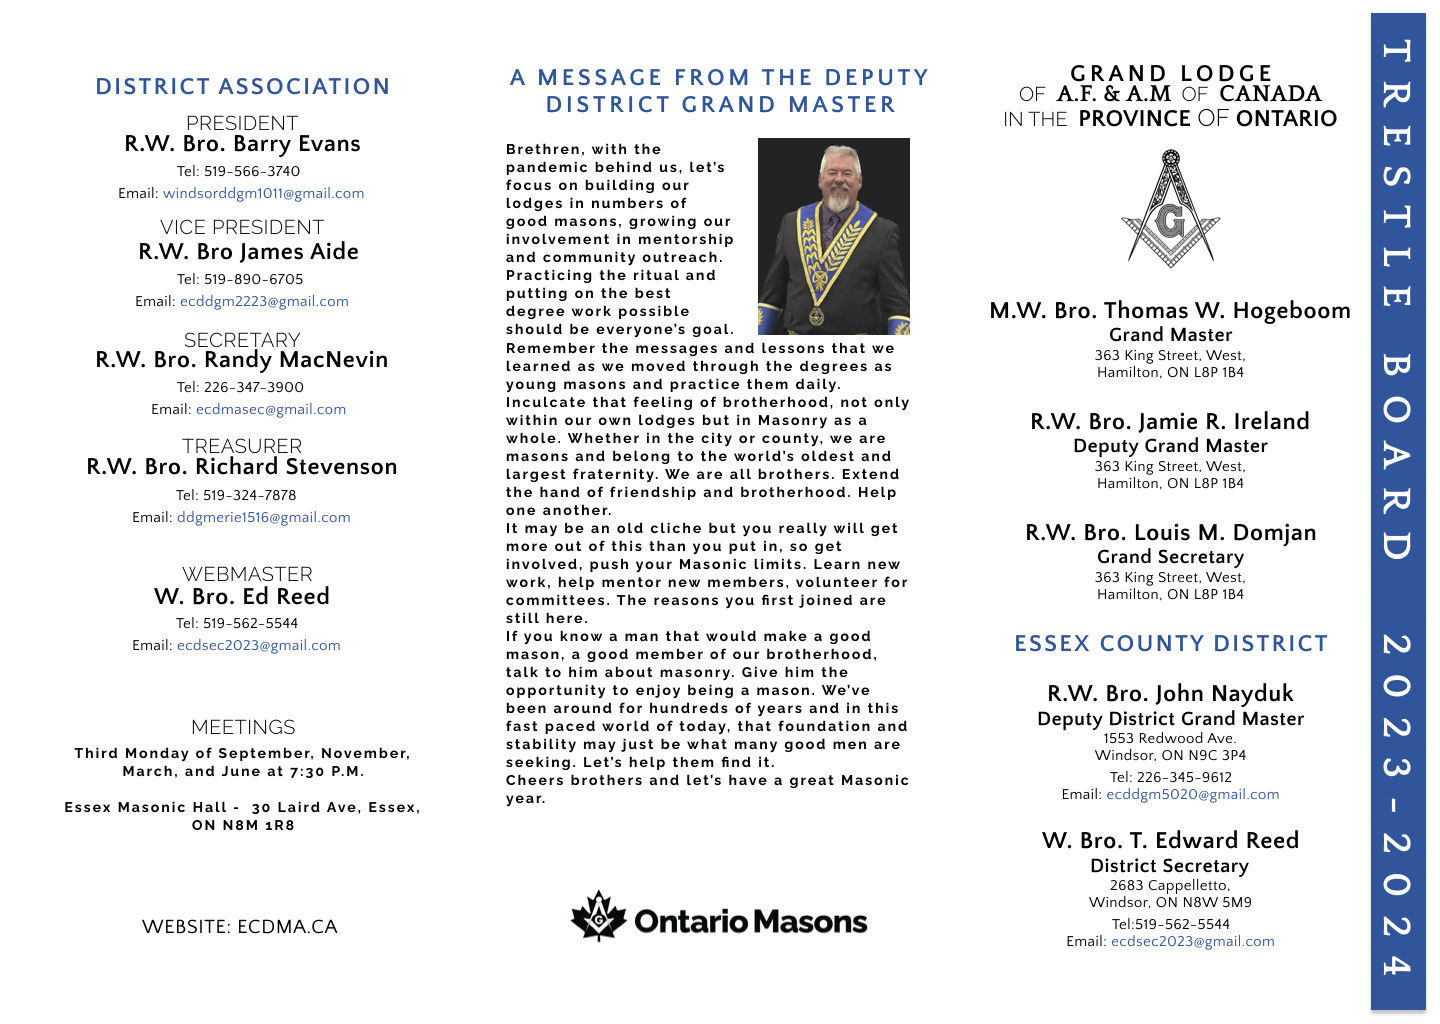 DISTRICT ASSOCIATION
PRESIDENT
R.W. Bro. Barry Evans
Tel: 519-566-3740
Email: windsorddgm1011@gmail.com
VICE PRESIDENT
R.W. Bro James Aide
Tel: 519-890-6705
Email: ecddgm2223@gmail.com
SECRETARY
R.W. Bro. Randy MacNevin
Tel: 226-347-3900
Email: ecdmasec@gmail.com
TREASURER
R.W. Bro. Richard Stevenson
Tel: 519-324-7878
Email: ddgmerie1516@gmail.com
WEBMASTER
W. Bro. Ed Reed
Tel: 519-562-5544
Email: ecdsec2023@gmail.com
MEETINGS
Third Monday of September, November,
March, and June at 7:30 P.M.
Essex Masonic Hall - 30 Laird Ave, Essex,
ON N8M 1R8
WEBSITE: ECDMA.CA
A MESSAGE FROM THE DEPUTY
DISTRICT GRAND MASTER
Brethren, with the
pandemic behind us, let's
focus on building our
lodges in numbers of
good masons, growing our
involvement in mentorship
and community outreach.
Practicing the ritual and
putting on the best
degree work possible
should be everyone's goal.
Remember the messages and lessons that we
learned as we moved through the degrees as
young masons and practice them daily.
Inculcate that feeling of brotherhood, not only
within our own lodges but in Masonry as a
whole. Whether in the city or county, we are
masons and belong to the world's oldest and
largest fraternity. We are all brothers. Extend
the hand of friendship and brotherhood. Help
one another.
It may be an old cliche but you really will get
more out of this than you put in, so get
involved, push your Masonic limits. Learn new
work, help mentor new members, volunteer for
committees. The reasons you first joined are
still here.
If you know a man that would make a good
mason, a good member of our brotherhood,
talk to him about masonry. Give him the
opportunity to enjoy being a mason. We've
been around for hundreds of years and in this
fast paced world of today, that foundation and
stability may just be what many good men are
seeking. Let's help them find it.
Cheers brothers and let's have a great Masonic
year.
G
Ontario Masons
GRAND LODGE
OF A.F. & A.M OF CANADA
IN THE PROVINCE OF ONTARIO
G
M.W. Bro. Thomas W. Hogeboom
Grand Master
363 King Street, West,
Hamilton, ON L8P 1B4
R.W. Bro. Jamie R. Ireland
Deputy Grand Master
363 King Street, West,
Hamilton, ON L8P 1B4
R.W. Bro. Louis M. Domjan
Grand Secretary
363 King Street, West,
Hamilton, ON L8P 1B4
ESSEX COUNTY DISTRICT
R.W. Bro. John Nayduk
Deputy District Grand Master
1553 Redwood Ave.
Windsor, ON N9C 3P4
Tel: 226-345-9612
Email: ecddgm5020@gmail.com
W. Bro. T. Edward Reed
District Secretary
2683 Cappelletto,
Windsor, ON N8W 5M9
Tel:519-562-5544
Email: ecdsec2023@gmail.com
TRESTLE BOARD 2023-2024